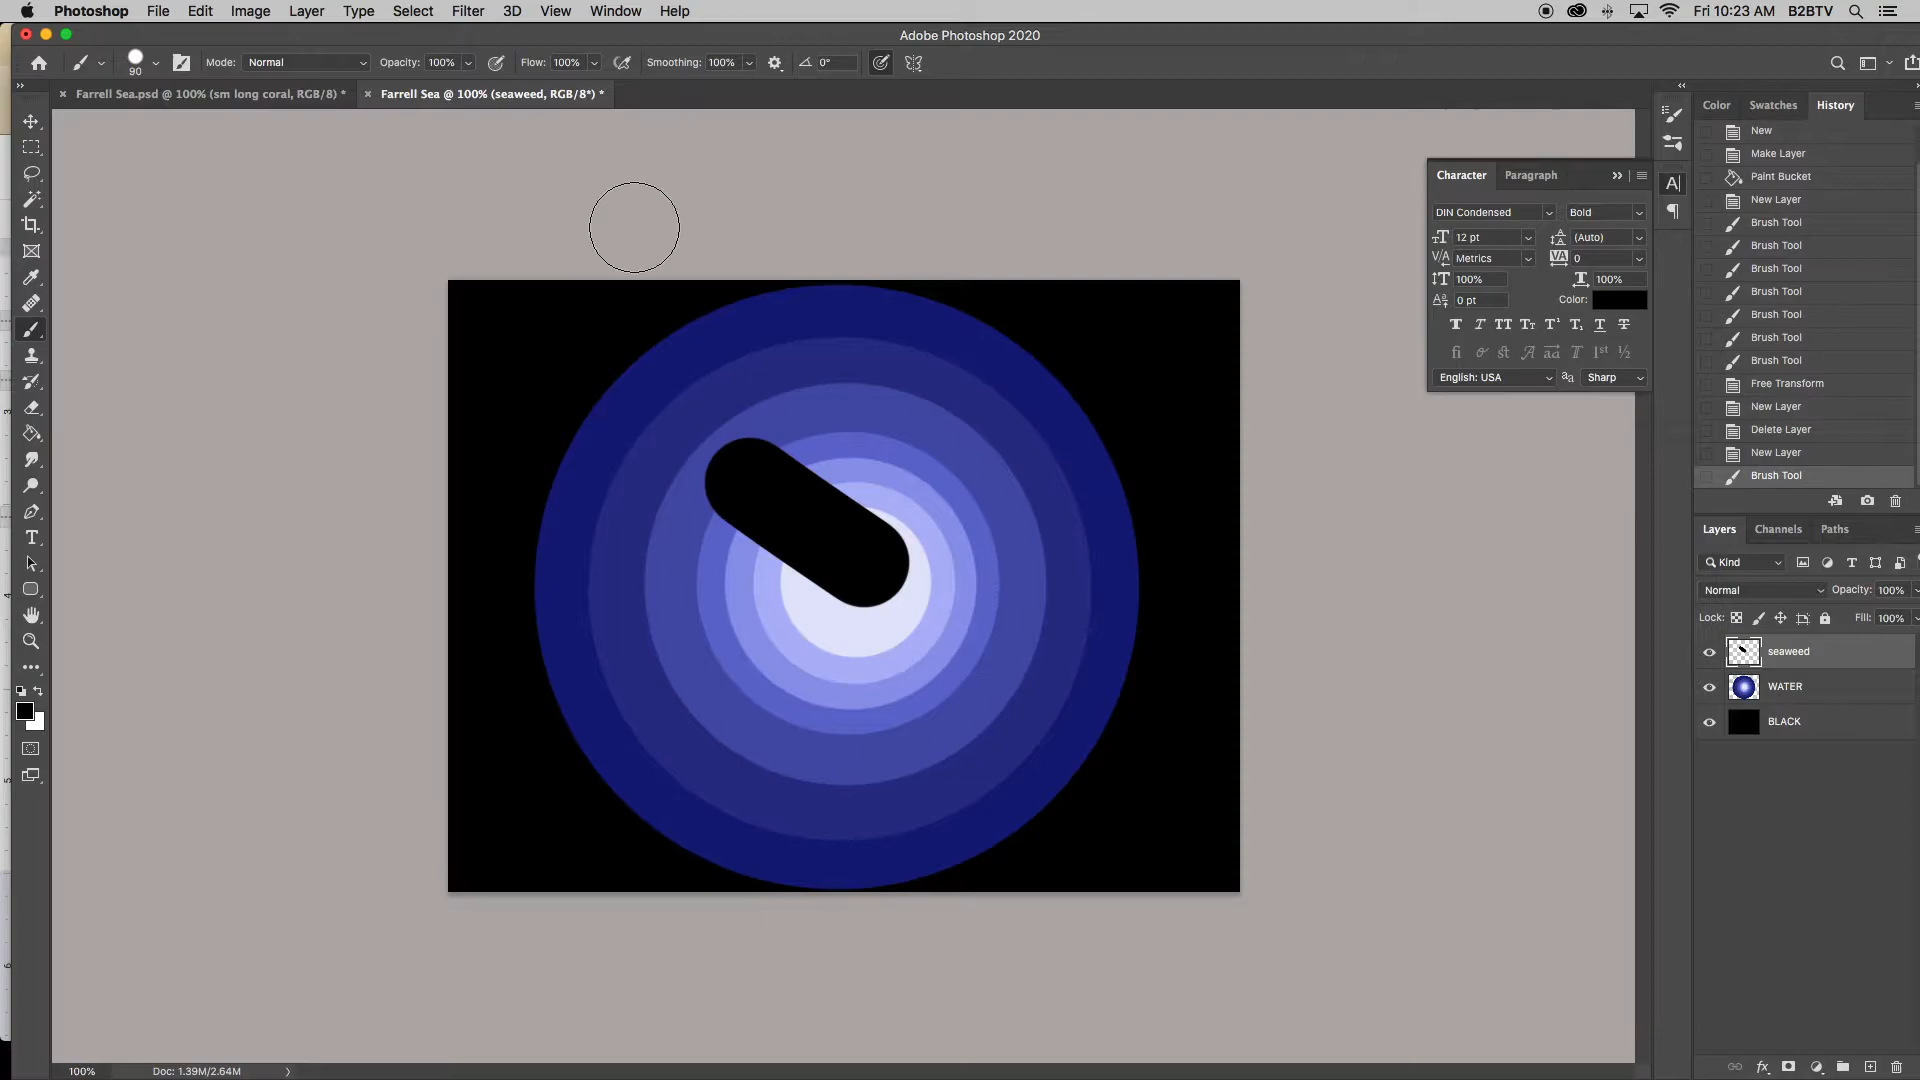 Photoshop File Edit Image Layer Type Select Filter 3D View Window Help Fri 10:23 AM B2BTV
Adobe Photoshop 2020
90 Mode: Normal Opacity: 100% Flow: 100% Smoothing: 100% 0°
Farrell Sea.psd @ 100% (sm long coral, RGB/8) * Farrell Sea @ 100% (seaweed, RGB/8*) *
Color Swatches History
New
Make Layer
Paint Bucket
New Layer
Brush Tool
Brush Tool
Brush Tool
Brush Tool
Brush Tool
Brush Tool
Brush Tool
Free Transform
New Layer
Delete Layer
New Layer
Brush Tool
Character Paragraph
DIN Condensed Bold
12 pt (Auto)
Metrics 0
100% 100%
0 pt Color:
English: USA Sharp
Layers Channels Paths
Kind
Normal Opacity: 100%
Lock: Fill: 100%
seaweed
WATER
BLACK
3
4
5
6
100% Doc: 1.39M/2.64M